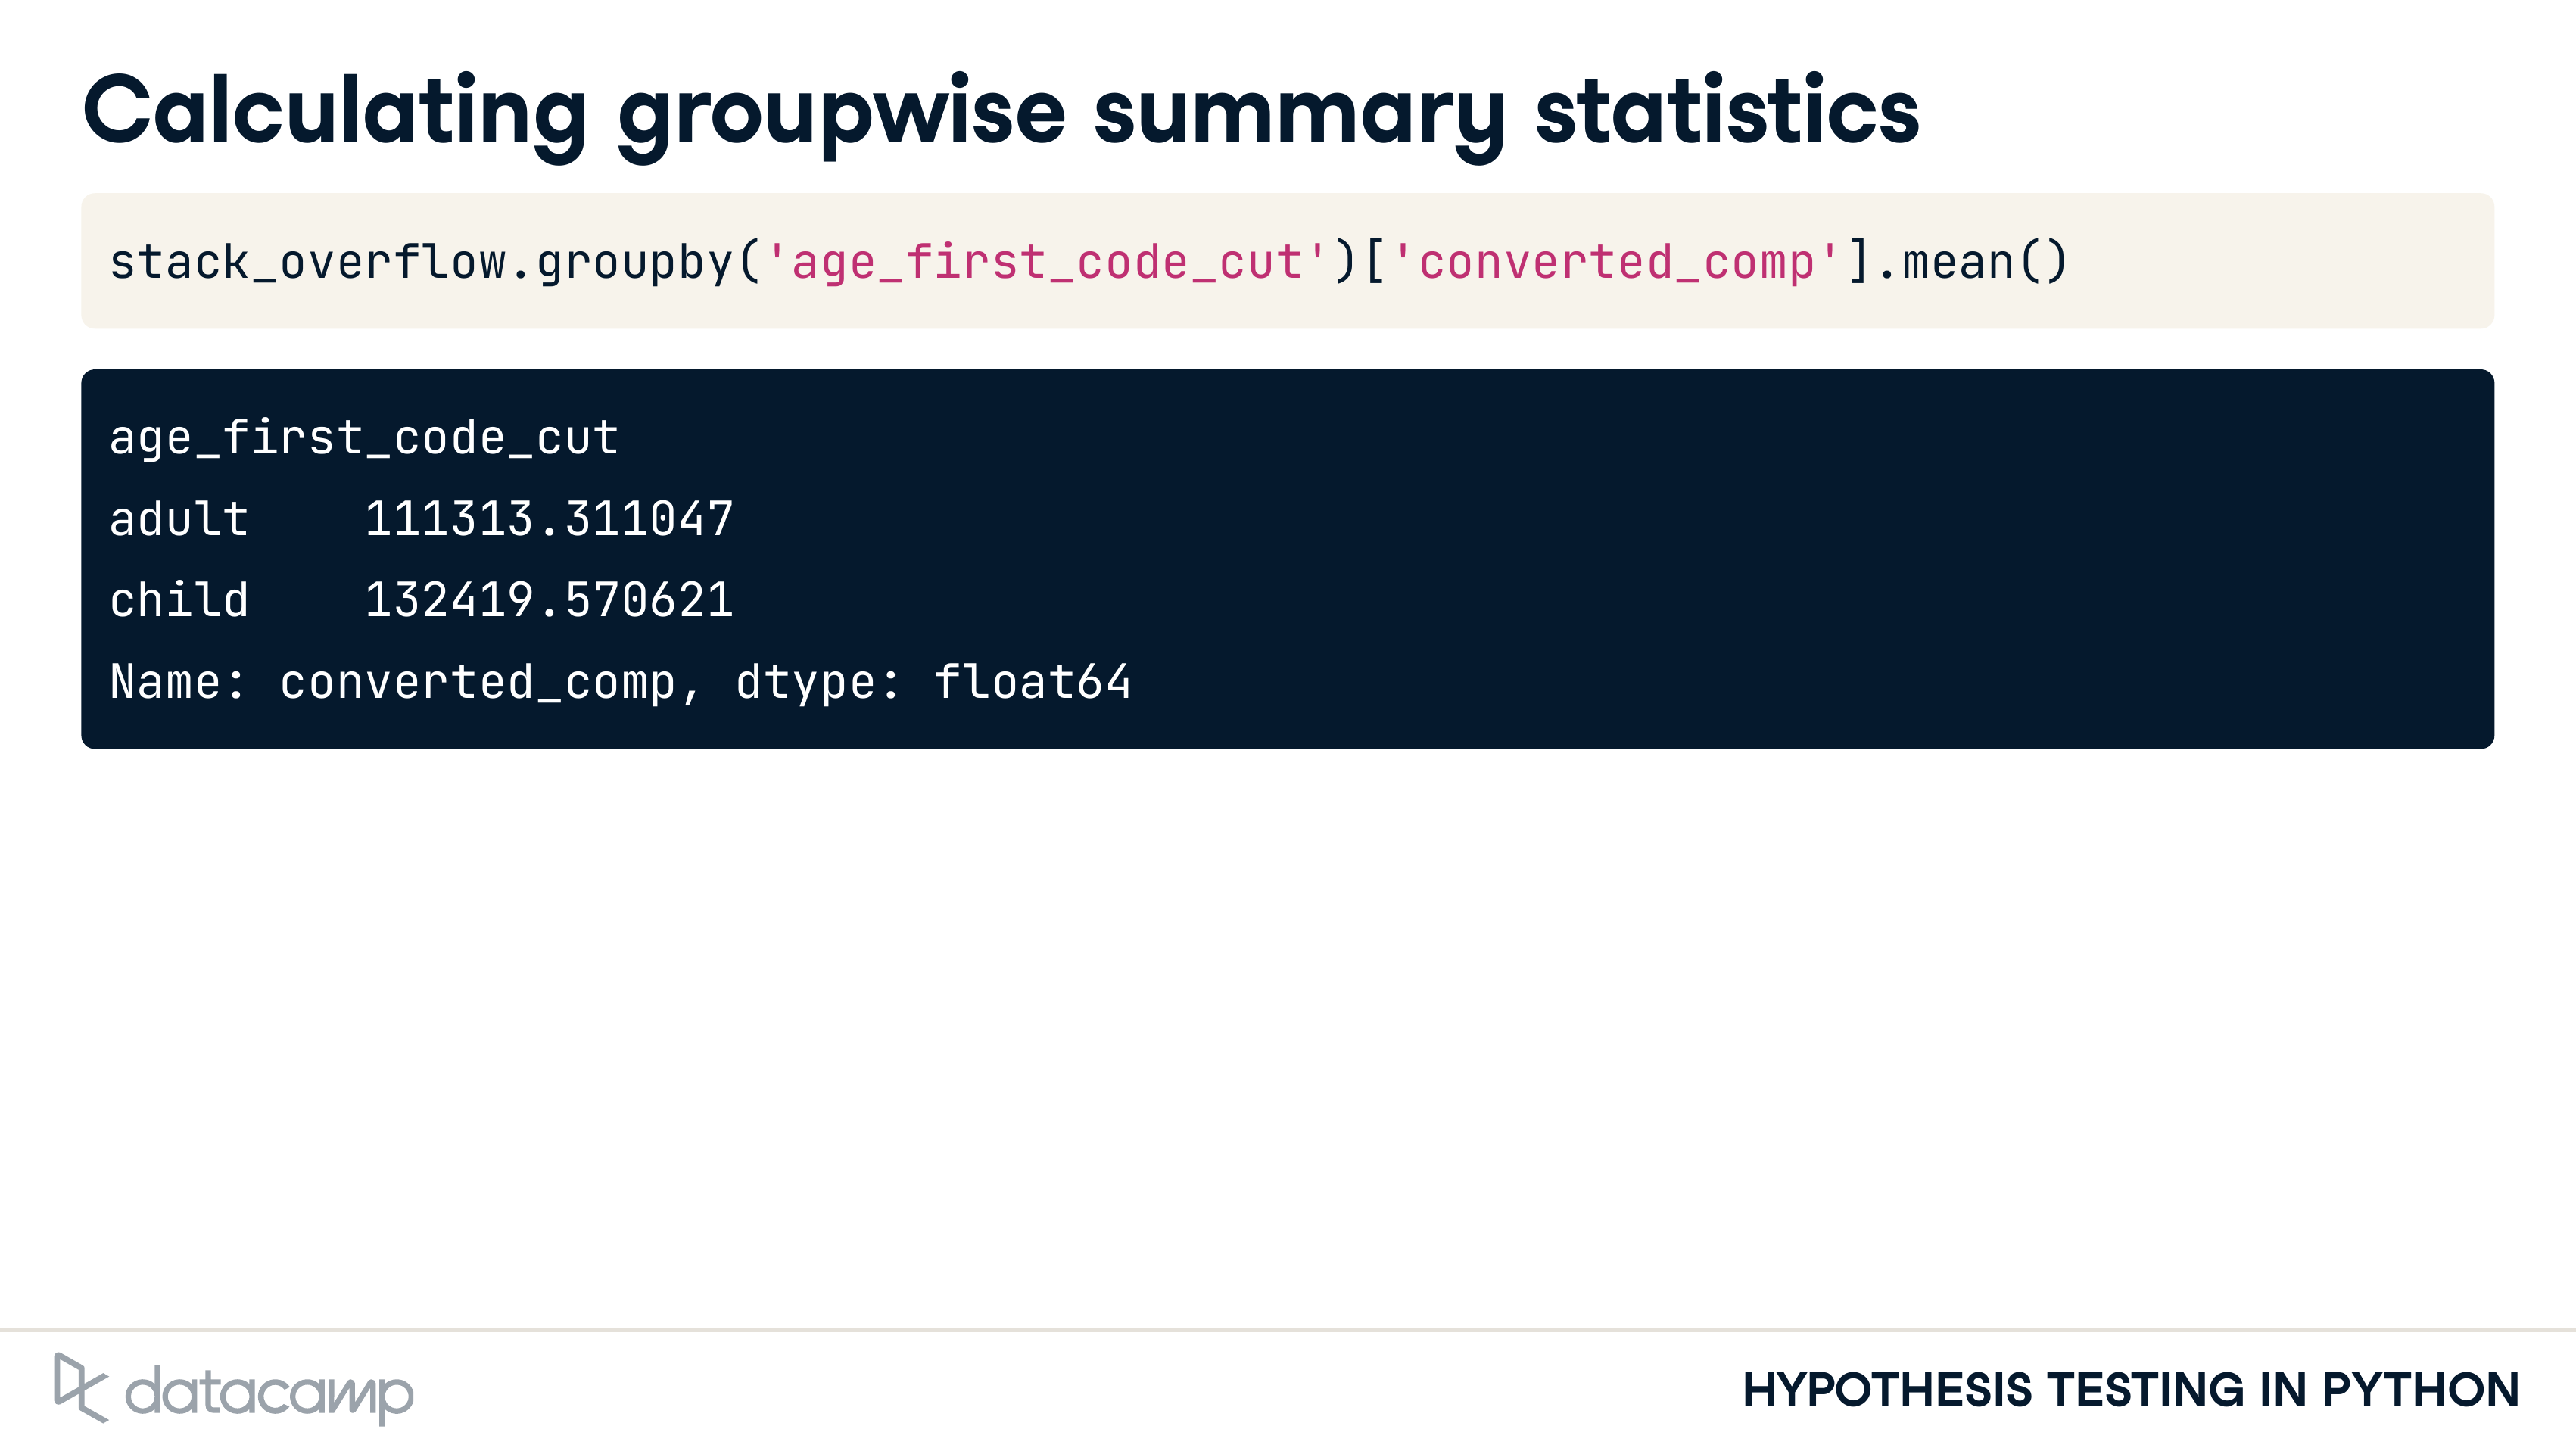 Calculating groupwise summary statistics
stack_overflow.groupby('age_first_code_cut')['converted_comp'].mean()
age_first_code_cut
adult    111313.311047
child    132419.570621
Name: converted_comp, dtype: float64
datacamp
HYPOTHESIS TESTING IN PYTHON